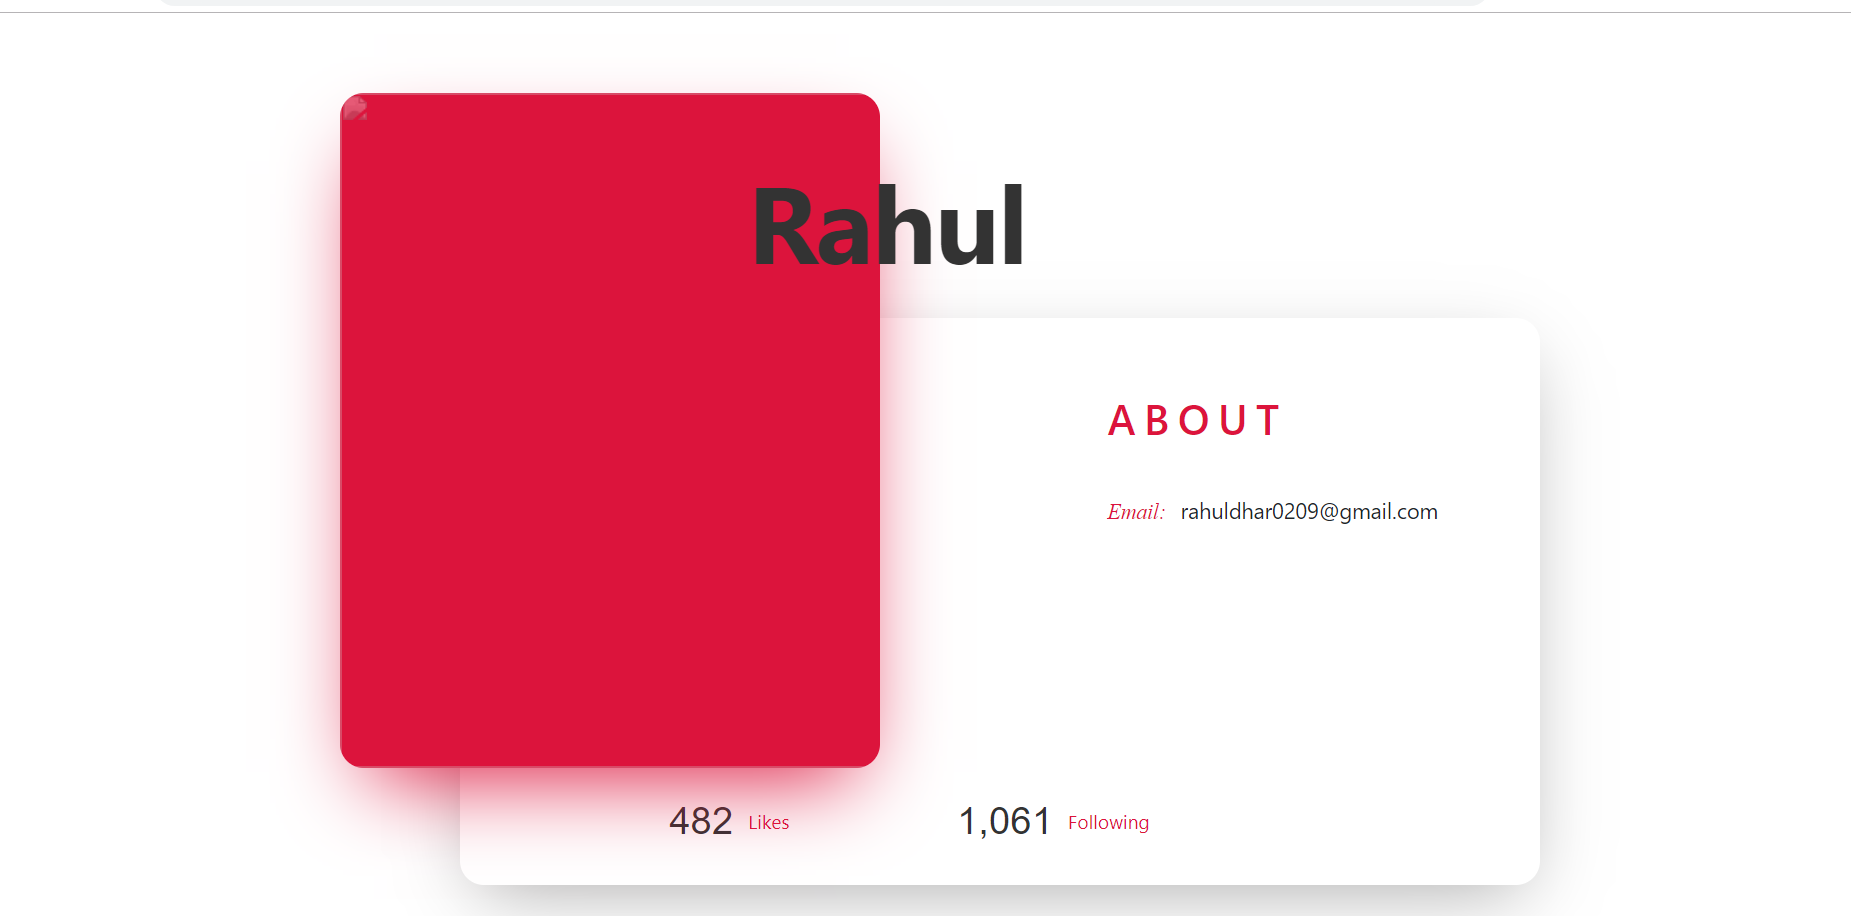 Rahul
ABOUT
Email: rahuldhar0209@gmail.com
482 Likes 1,061 Following